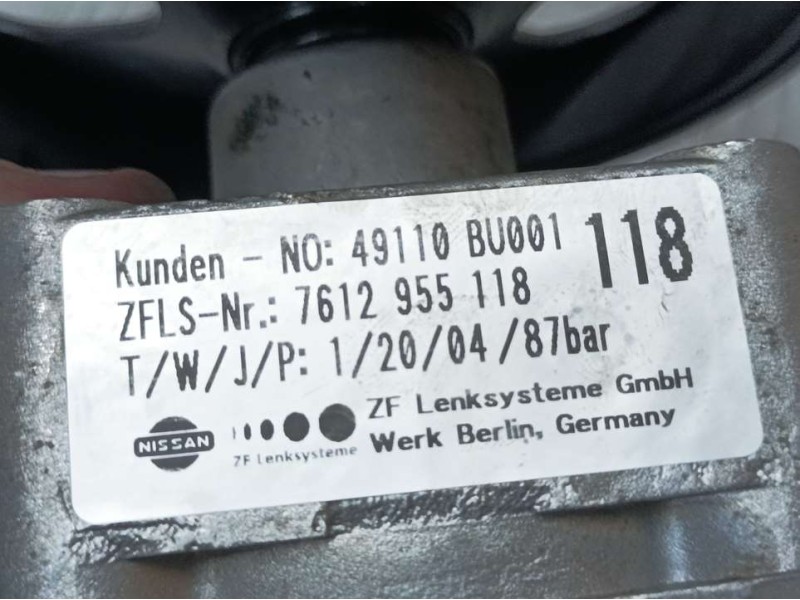 Kunden - NO: 49110 BU001
118
ZFLS-Nr.: 7612 955 118
T/W/J/P: 1/20/04/87bar
NISSAN
ZF Lenksysteme
ZF Lenksysteme GmbH
Werk Berlin, Germany